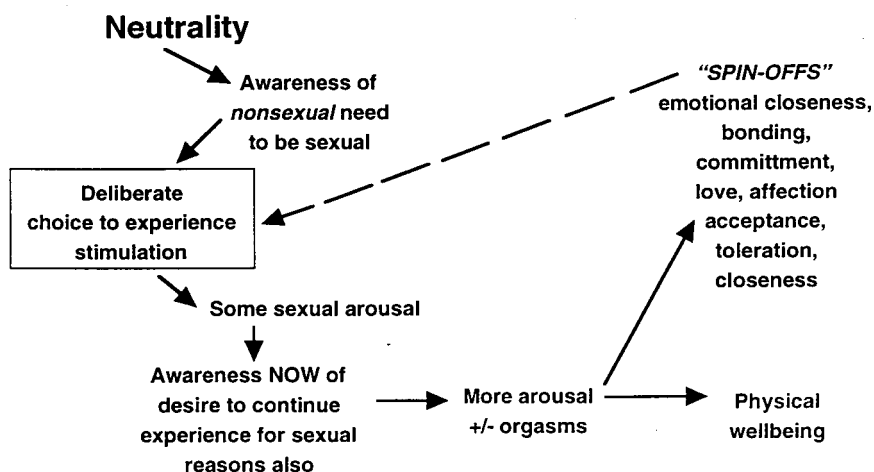 Neutrality
Awareness of
nonsexual need
to be sexual
Deliberate
choice to experience
stimulation
Some sexual arousal
Awareness NOW of
desire to continue
experience for sexual
reasons also
More arousal
+/- orgasms
"SPIN-OFFS"
emotional closeness,
bonding,
committment,
love, affection
acceptance,
toleration,
closeness
Physical
wellbeing